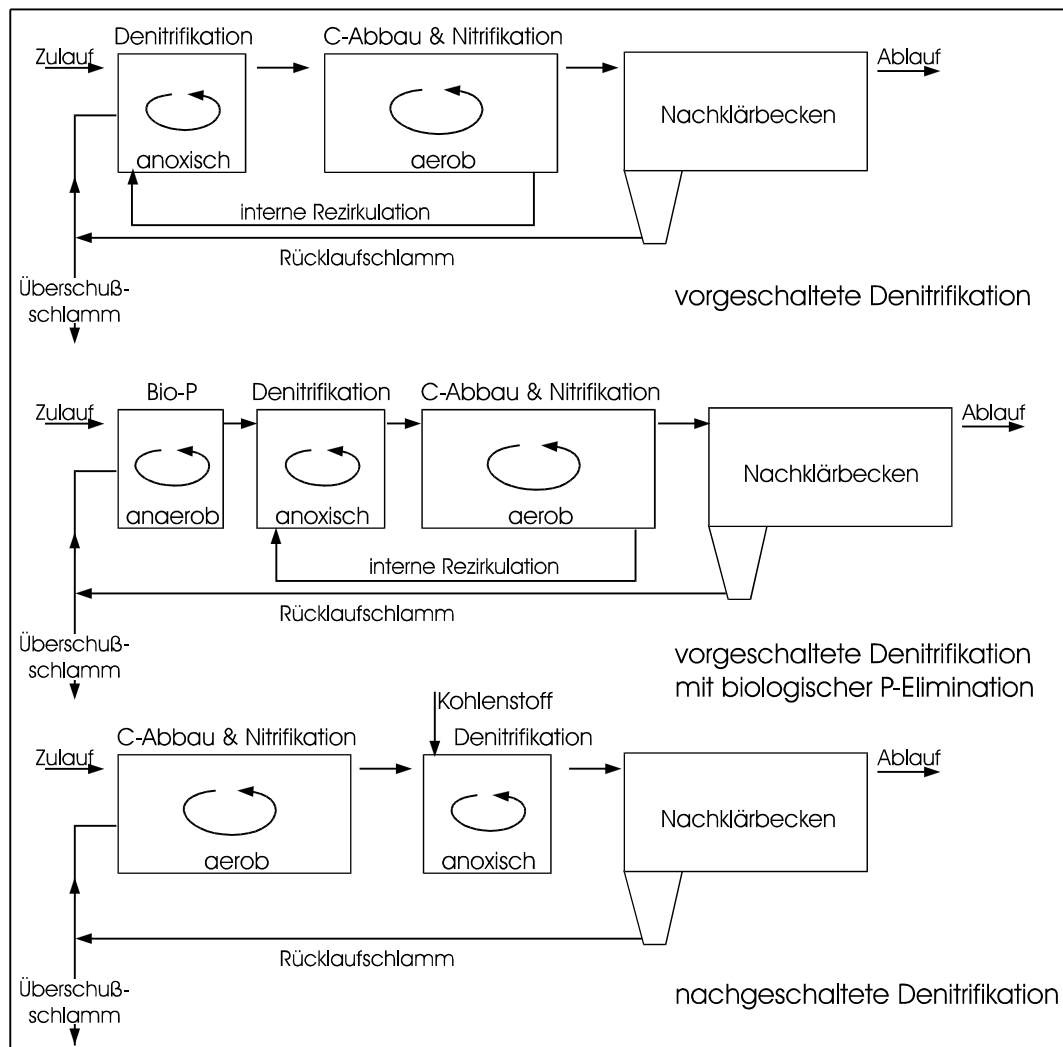 Denitrifikation
C-Abbau & Nitrifikation
Zulauf
Ablauf
Nachklärbecken
anoxisch
aerob
interne Rezirkulation
Rücklaufschlamm
Überschuß-
schlamm
vorgeschaltete Denitrifikation
Bio-P
Denitrifikation
C-Abbau & Nitrifikation
Zulauf
Ablauf
Nachklärbecken
anaerob
anoxisch
aerob
interne Rezirkulation
Rücklaufschlamm
Überschuß-
schlamm
vorgeschaltete Denitrifikation
mit biologischer P-Elimination
Kohlenstoff
C-Abbau & Nitrifikation
Denitrifikation
Zulauf
Ablauf
Nachklärbecken
aerob
anoxisch
Rücklaufschlamm
Überschuß-
schlamm
nachgeschaltete Denitrifikation